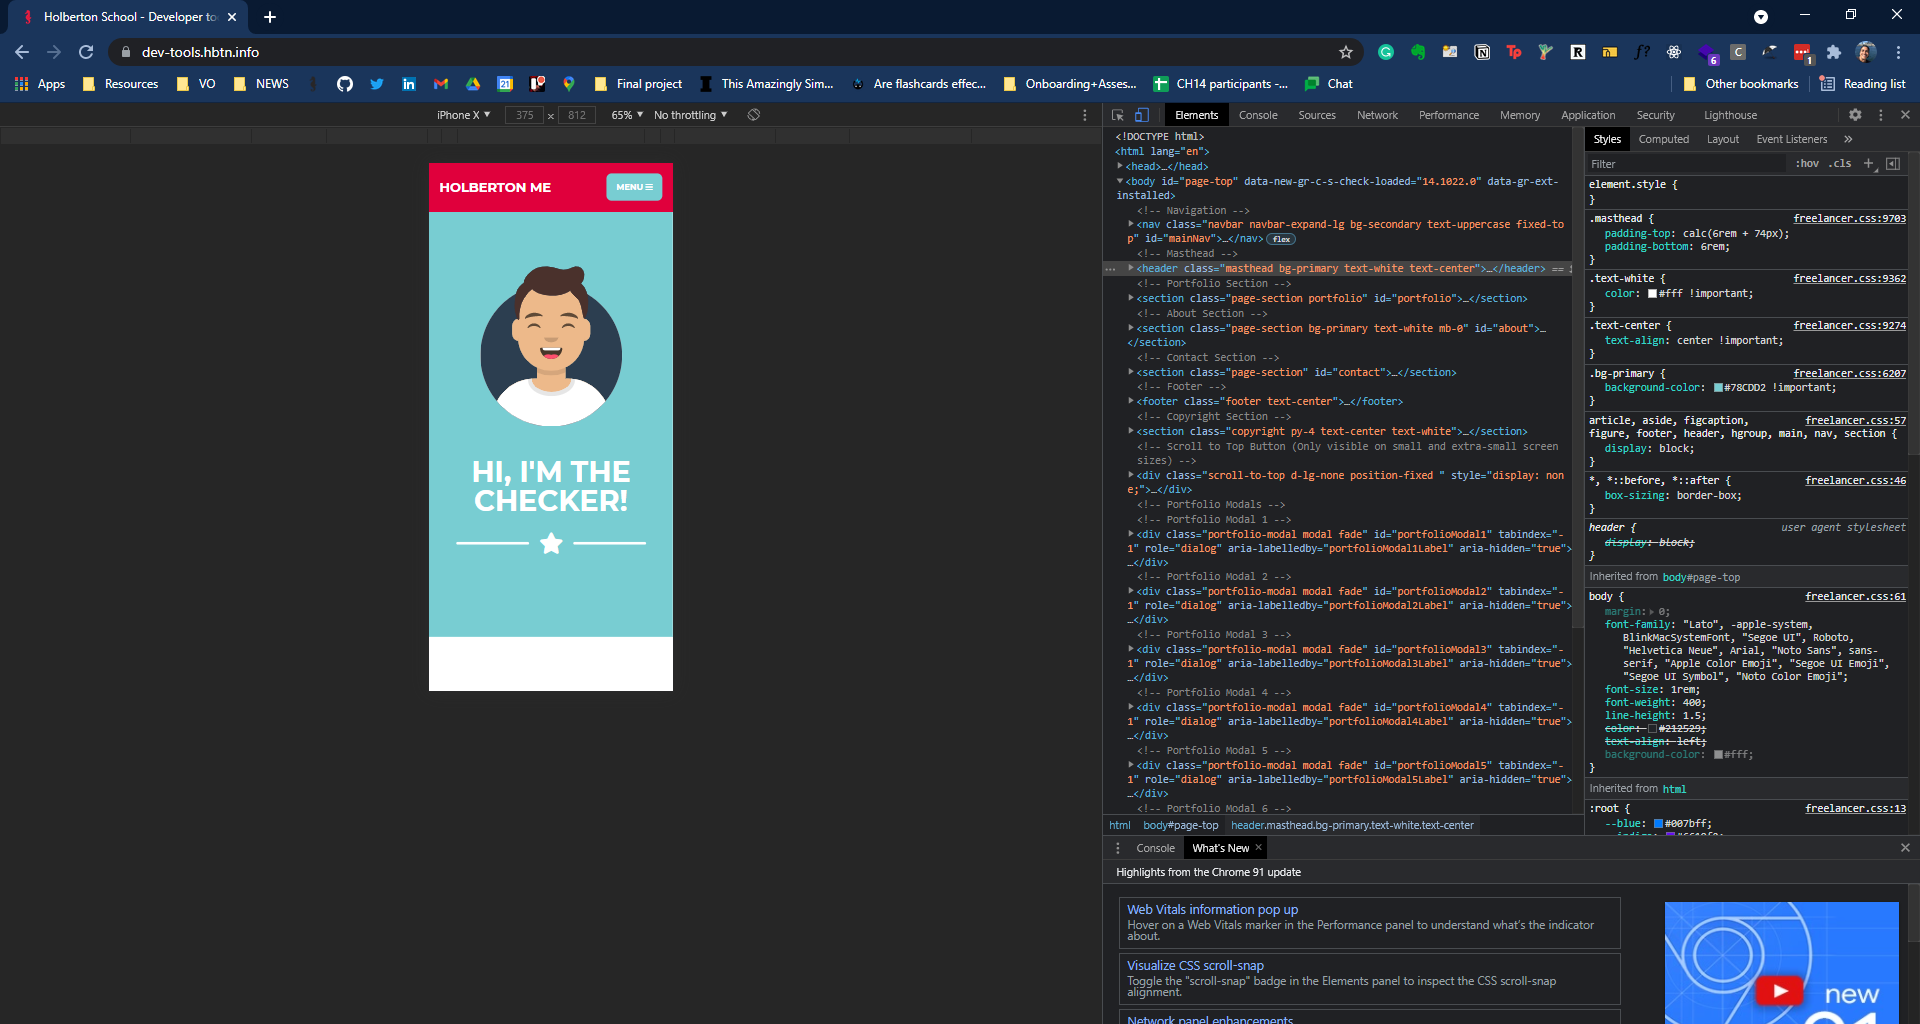 Holberton School - Developer to
dev-tools.hbtn.info
Apps
Resources
VO
NEWS
Final project
This Amazingly Sim...
Are flashcards effec...
Onboarding+Asses...
CH14 participants -...
Chat
Other bookmarks
Reading list
iPhone X
375
×
812
65%
No throttling
HOLBERTON ME
MENU
HI, I'M THE
CHECKER!
Elements
Console
Sources
Network
Performance
Memory
Application
Security
Lighthouse
<!DOCTYPE html>
<html lang="en">
<head>…</head>
<body id="page-top" data-new-gr-c-s-check-loaded="14.1022.0" data-gr-ext-
installed>
<!-- Navigation -->
<nav class="navbar navbar-expand-lg bg-secondary text-uppercase fixed-to
p" id="mainNav">…</nav> flex
<!-- Masthead -->
<header class="masthead bg-primary text-white text-center">…</header> ==
<!-- Portfolio Section -->
<section class="page-section portfolio" id="portfolio">…</section>
<!-- About Section -->
<section class="page-section bg-primary text-white mb-0" id="about">…
</section>
<!-- Contact Section -->
<section class="page-section" id="contact">…</section>
<!-- Footer -->
<footer class="footer text-center">…</footer>
<!-- Copyright Section -->
<section class="copyright py-4 text-center text-white">…</section>
<!-- Scroll to Top Button (Only visible on small and extra-small screen
sizes) -->
<div class="scroll-to-top d-lg-none position-fixed " style="display: non
e;">…</div>
<!-- Portfolio Modals -->
<!-- Portfolio Modal 1 -->
<div class="portfolio-modal modal fade" id="portfolioModal1" tabindex="-
1" role="dialog" aria-labelledby="portfolioModal1Label" aria-hidden="true">
…</div>
<!-- Portfolio Modal 2 -->
<div class="portfolio-modal modal fade" id="portfolioModal2" tabindex="-
1" role="dialog" aria-labelledby="portfolioModal2Label" aria-hidden="true">
…</div>
<!-- Portfolio Modal 3 -->
<div class="portfolio-modal modal fade" id="portfolioModal3" tabindex="-
1" role="dialog" aria-labelledby="portfolioModal3Label" aria-hidden="true">
…</div>
<!-- Portfolio Modal 4 -->
<div class="portfolio-modal modal fade" id="portfolioModal4" tabindex="-
1" role="dialog" aria-labelledby="portfolioModal4Label" aria-hidden="true">
…</div>
<!-- Portfolio Modal 5 -->
<div class="portfolio-modal modal fade" id="portfolioModal5" tabindex="-
1" role="dialog" aria-labelledby="portfolioModal5Label" aria-hidden="true">
…</div>
<!-- Portfolio Modal 6 -->
html
body#page-top
header.masthead.bg-primary.text-white.text-center
Styles
Computed
Layout
Event Listeners
»
Filter
:hov
.cls
+
element.style {
}
.masthead { freelancer.css:9703
padding-top: calc(6rem + 74px);
padding-bottom: 6rem;
}
.text-white { freelancer.css:9362
color: #fff !important;
}
.text-center { freelancer.css:9274
text-align: center !important;
}
.bg-primary { freelancer.css:6207
background-color: #78CDD2 !important;
}
article, aside, figcaption, freelancer.css:57
figure, footer, header, hgroup, main, nav, section {
display: block;
}
*, *::before, *::after { freelancer.css:46
box-sizing: border-box;
}
header { user agent stylesheet
display: block;
}
Inherited from body#page-top
body { freelancer.css:61
margin: 0;
font-family: "Lato", -apple-system,
BlinkMacSystemFont, "Segoe UI", Roboto,
"Helvetica Neue", Arial, "Noto Sans", sans-
serif, "Apple Color Emoji", "Segoe UI Emoji",
"Segoe UI Symbol", "Noto Color Emoji";
font-size: 1rem;
font-weight: 400;
line-height: 1.5;
color: #212529;
text-align: left;
background-color: #fff;
}
Inherited from html
:root { freelancer.css:13
--blue: #007bff;
Console
What's New
Highlights from the Chrome 91 update
Web Vitals information pop up
Hover on a Web Vitals marker in the Performance panel to understand what's the indicator
about.
Visualize CSS scroll-snap
Toggle the "scroll-snap" badge in the Elements panel to inspect the CSS scroll-snap
alignment.
Network panel enhancements
new